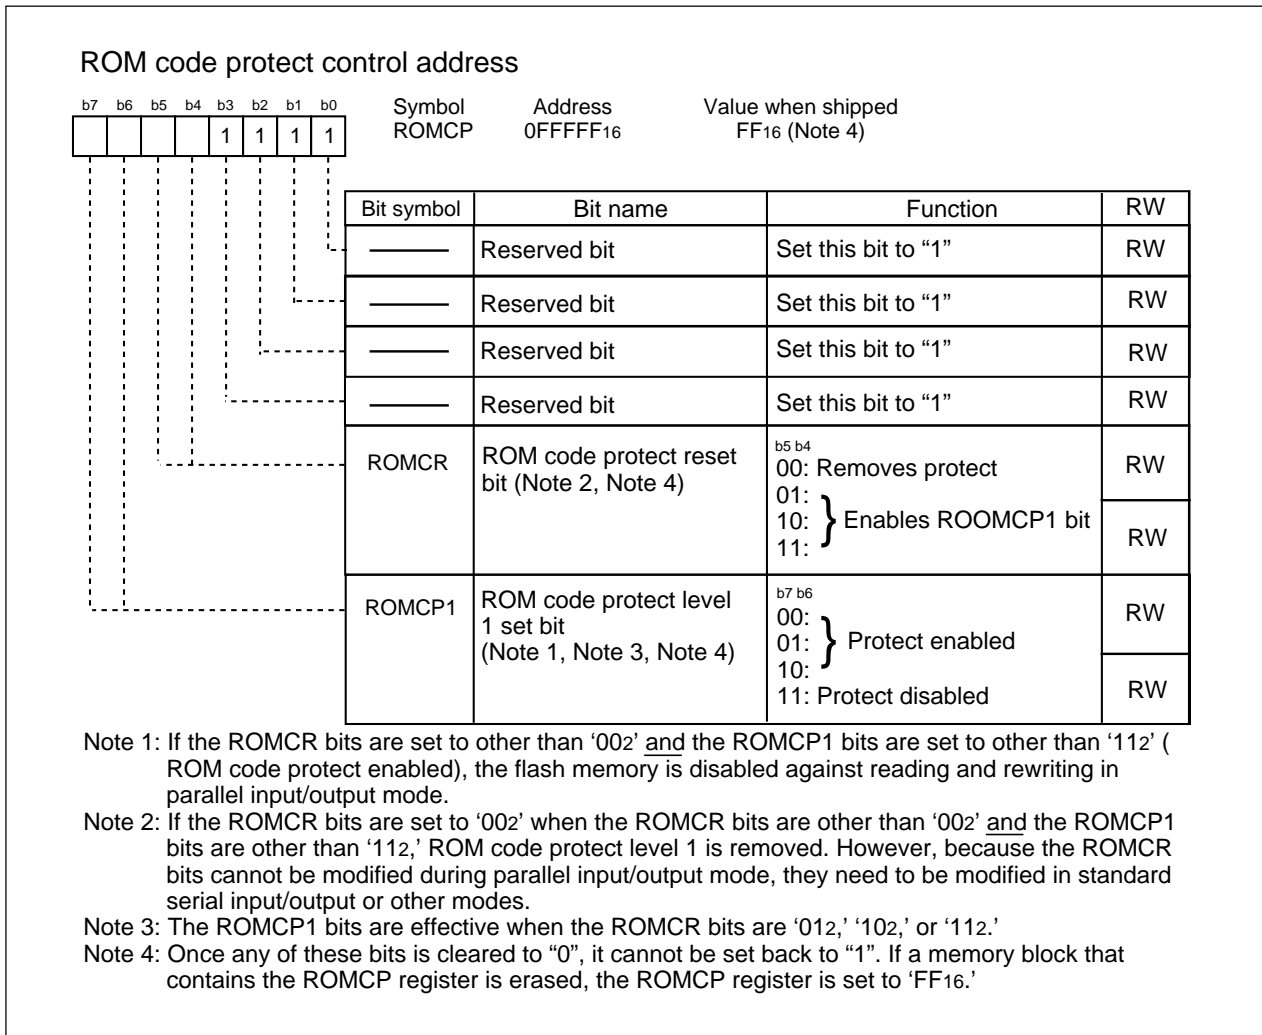 ROM code protect control address
b7 b6 b5 b4 b3 b2 b1 b0
Symbol Address Value when shipped
1 1 1 1
ROMCP 0FFFFF16 FF16 (Note 4)
Bit symbol Bit name Function RW
Reserved bit Set this bit to “1” RW
Reserved bit Set this bit to “1” RW
Reserved bit Set this bit to “1” RW
Reserved bit Set this bit to “1” RW
ROMCR
ROM code protect reset
bit (Note 2, Note 4)
b5 b4
00: Removes protect
01:
10:
11:
} Enables ROOMCP1 bit
RW
RW
ROMCP1
ROM code protect level
1 set bit
(Note 1, Note 3, Note 4)
b7 b6
00:
01:
10:
} Protect enabled
11: Protect disabled
RW
RW
Note 1: If the ROMCR bits are set to other than ‘002’ and the ROMCP1 bits are set to other than ‘112’ (
ROM code protect enabled), the flash memory is disabled against reading and rewriting in
parallel input/output mode.
Note 2: If the ROMCR bits are set to ‘002’ when the ROMCR bits are other than ‘002’ and the ROMCP1
bits are other than ‘112,’ ROM code protect level 1 is removed. However, because the ROMCR
bits cannot be modified during parallel input/output mode, they need to be modified in standard
serial input/output or other modes.
Note 3: The ROMCP1 bits are effective when the ROMCR bits are ‘012,’ ‘102,’ or ‘112.’
Note 4: Once any of these bits is cleared to “0”, it cannot be set back to “1”. If a memory block that
contains the ROMCP register is erased, the ROMCP register is set to ‘FF16.’